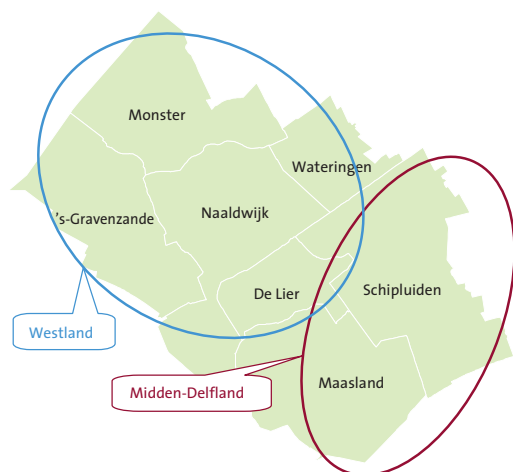 Monster
Wateringen
's-Gravenzande
Naaldwijk
De Lier
Schipluiden
Westland
Maasland
Midden-Delfland